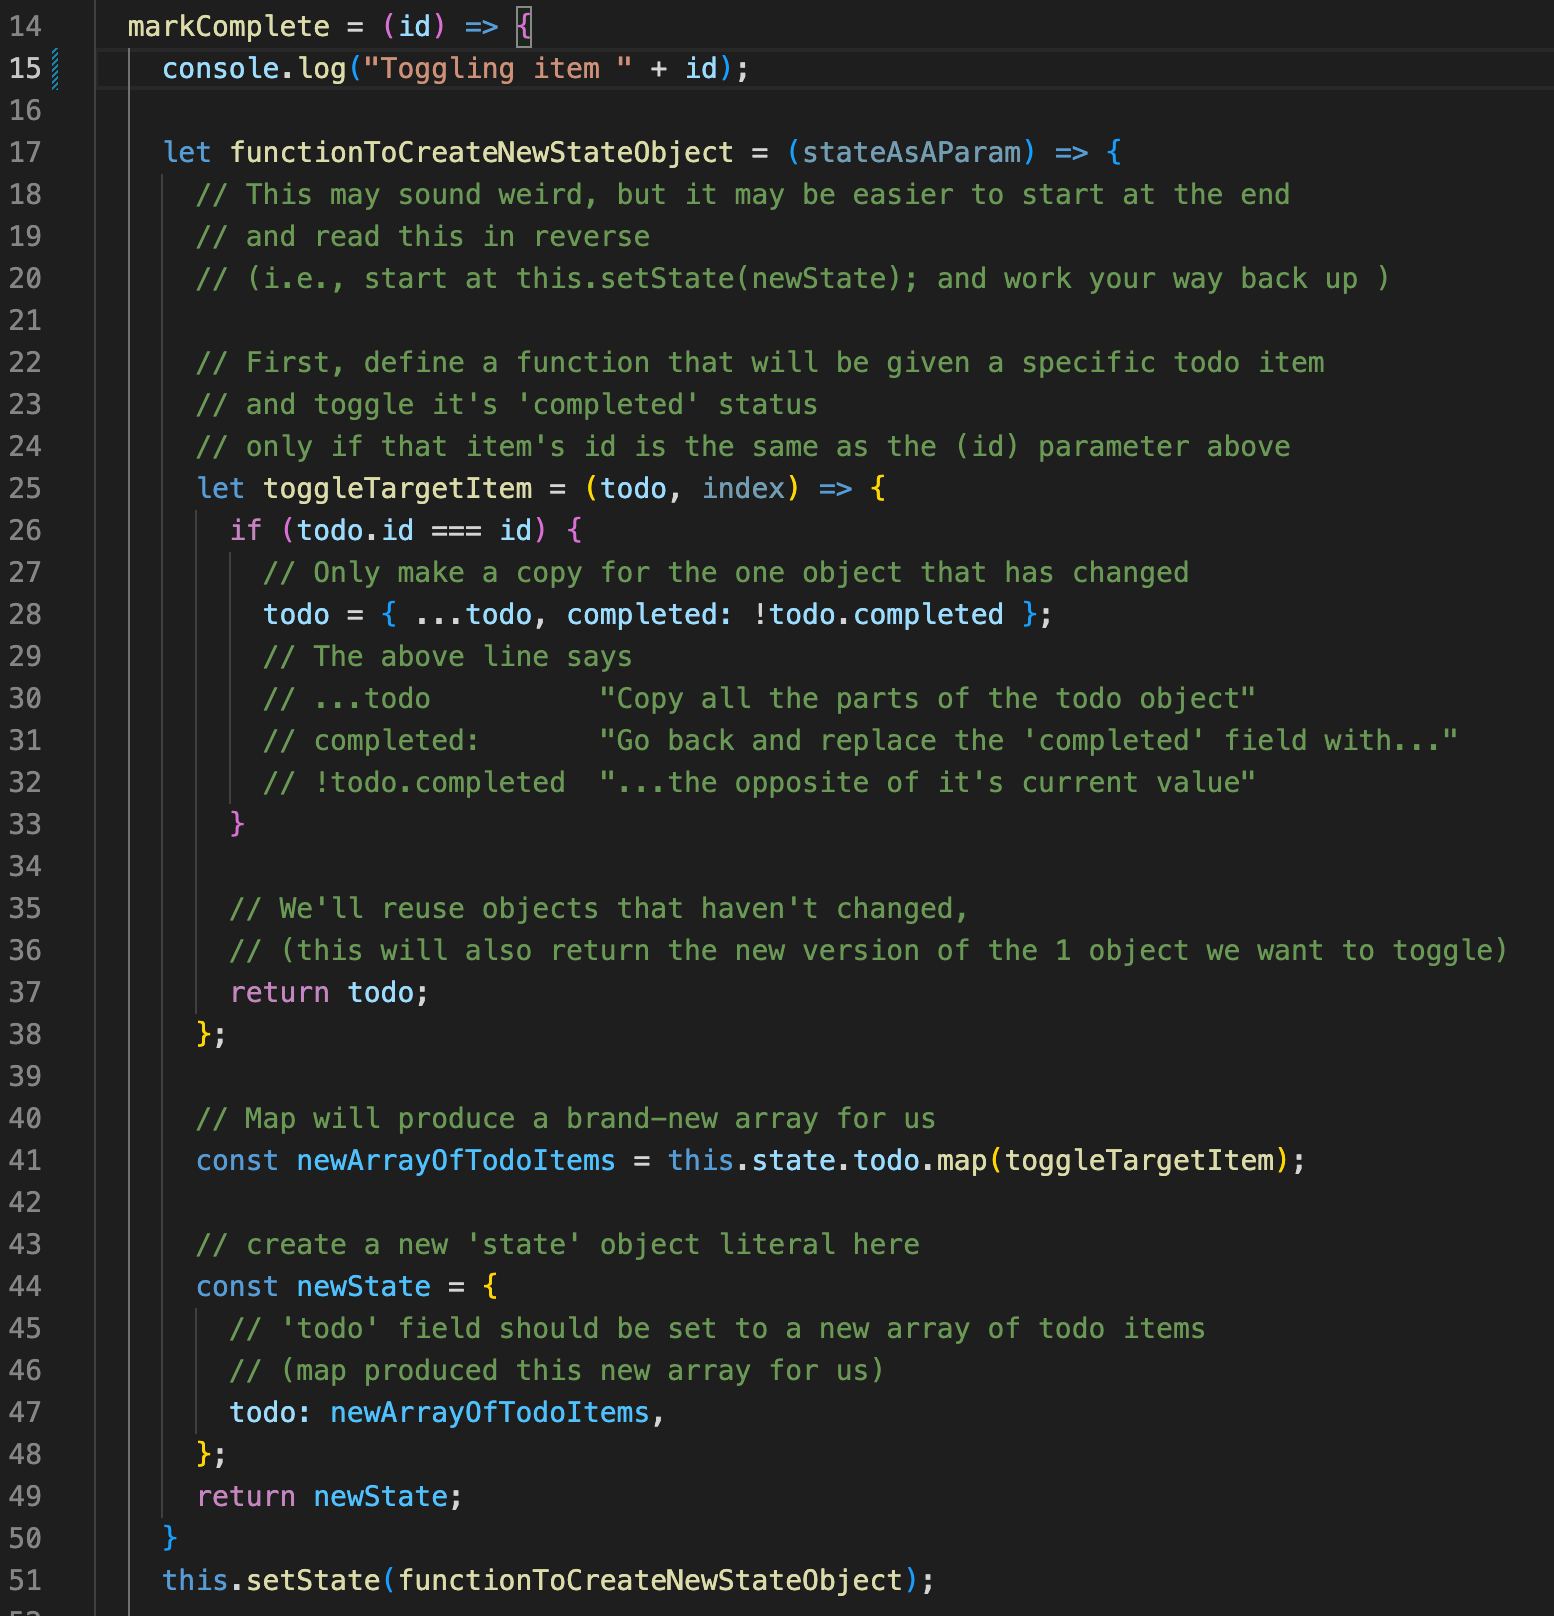 14 markComplete = (id) => {
15 console.log("Toggling item " + id);
16
17 let functionToCreateNewStateObject = (stateAsAParam) => {
18 // This may sound weird, but it may be easier to start at the end
19 // and read this in reverse
20 // (i.e., start at this.setState(newState); and work your way back up )
21
22 // First, define a function that will be given a specific todo item
23 // and toggle it's 'completed' status
24 // only if that item's id is the same as the (id) parameter above
25 let toggleTargetItem = (todo, index) => {
26 if (todo.id === id) {
27 // Only make a copy for the one object that has changed
28 todo = { ...todo, completed: !todo.completed };
29 // The above line says
30 // ...todo          "Copy all the parts of the todo object"
31 // completed:       "Go back and replace the 'completed' field with..."
32 // !todo.completed  "...the opposite of it's current value"
33 }
34
35 // We'll reuse objects that haven't changed,
36 // (this will also return the new version of the 1 object we want to toggle)
37 return todo;
38 };
39
40 // Map will produce a brand-new array for us
41 const newArrayOfTodoItems = this.state.todo.map(toggleTargetItem);
42
43 // create a new 'state' object literal here
44 const newState = {
45 // 'todo' field should be set to a new array of todo items
46 // (map produced this new array for us)
47 todo: newArrayOfTodoItems,
48 };
49 return newState;
50 }
51 this.setState(functionToCreateNewStateObject);